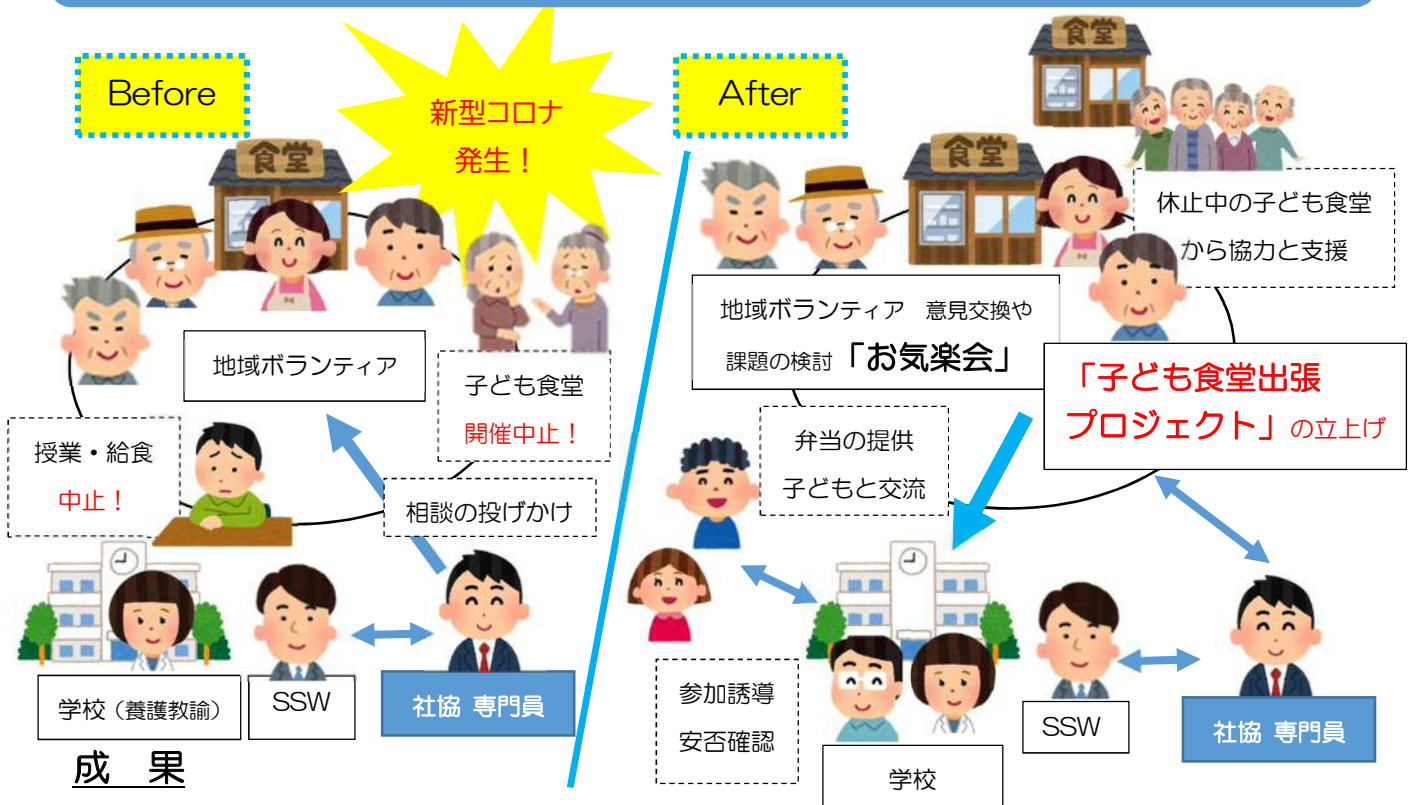 Before
新型コロナ
発生！
食堂
地域ボランティア
子ども食堂
開催中止！
授業・給食
中止！
相談の投げかけ
学校（養護教諭）
SSW
社協 専門員
成　果
After
食堂
食堂
休止中の子ども食堂
から協力と支援
地域ボランティア　意見交換や
課題の検討「お気楽会」
「子ども食堂出張
プロジェクト」の立上げ
弁当の提供
子どもと交流
参加誘導
安否確認
学校
SSW
社協 専門員